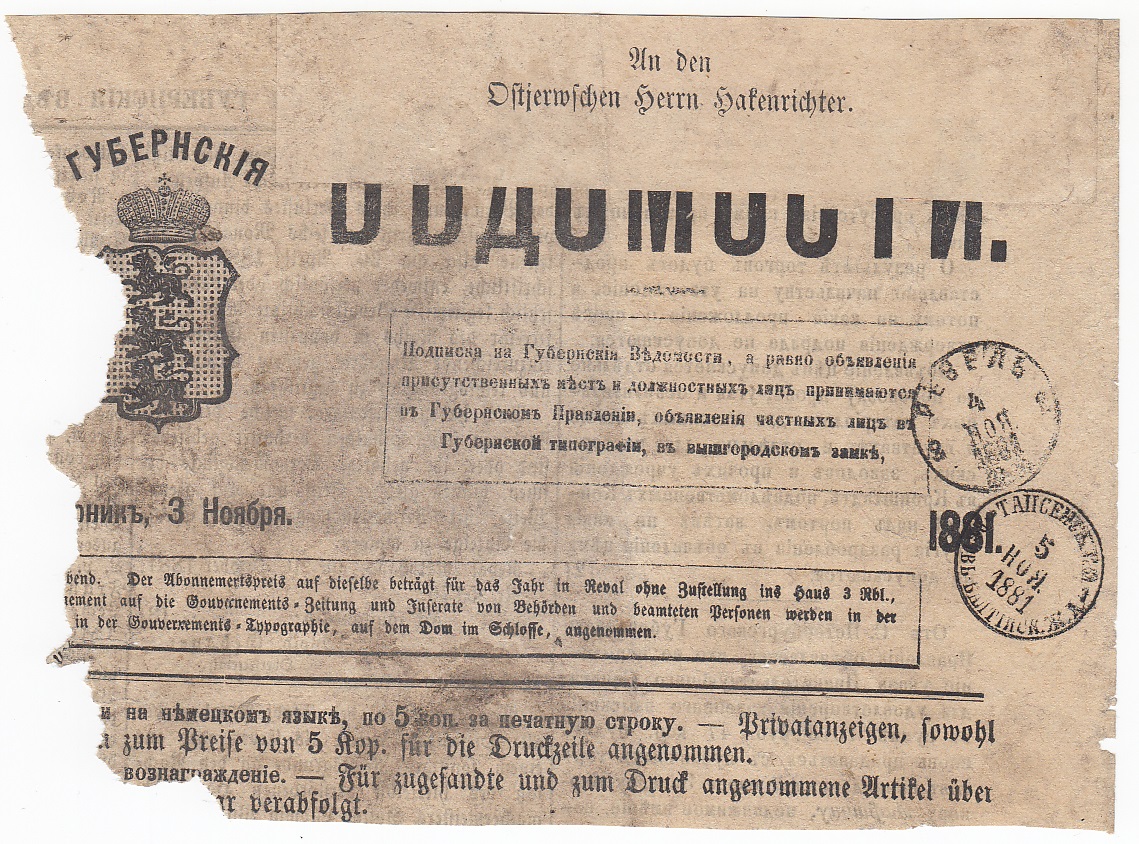 An den
Ostjerwschen Herrn Hakenrichter.
ГУБЕРНСКІЯ
ВѢДОМОСТИ.
Подписка на Губернскія Вѣдомости, а равно объявленія
присутственныхъ мѣстъ и должностныхъ лицъ принимаются
въ Губернскомъ Правленіи, объявленія частныхъ лицъ въ
Губернской типографіи, въ вышгородскомъ замкѣ,
РЕВЕЛЬ
4
НОЯ
1881
орникъ, 3 Ноября.
1881.
ТАПСЕНСК.
5
НОЯ
1881
bend. Der Abonnementspreis auf dieselbe beträgt für das Jahr in Reval ohne Zustellung ins Haus 3 Rbl.,
ement auf die Gouvernements-Zeitung und Inserate von Behörden und beamteten Personen werden in der
in der Gouvernements-Typographie, auf dem Dom im Schlosse, angenommen.
и на нѣмецкомъ языкѣ, по 5 коп. за печатную строку. — Privatanzeigen, sowohl
zum Preise von 5 Kop. für die Druckzeile angenommen.
вознагражденіе. — Für zugesandte und zum Druck angenommene Artikel über
ar verabfolgt.